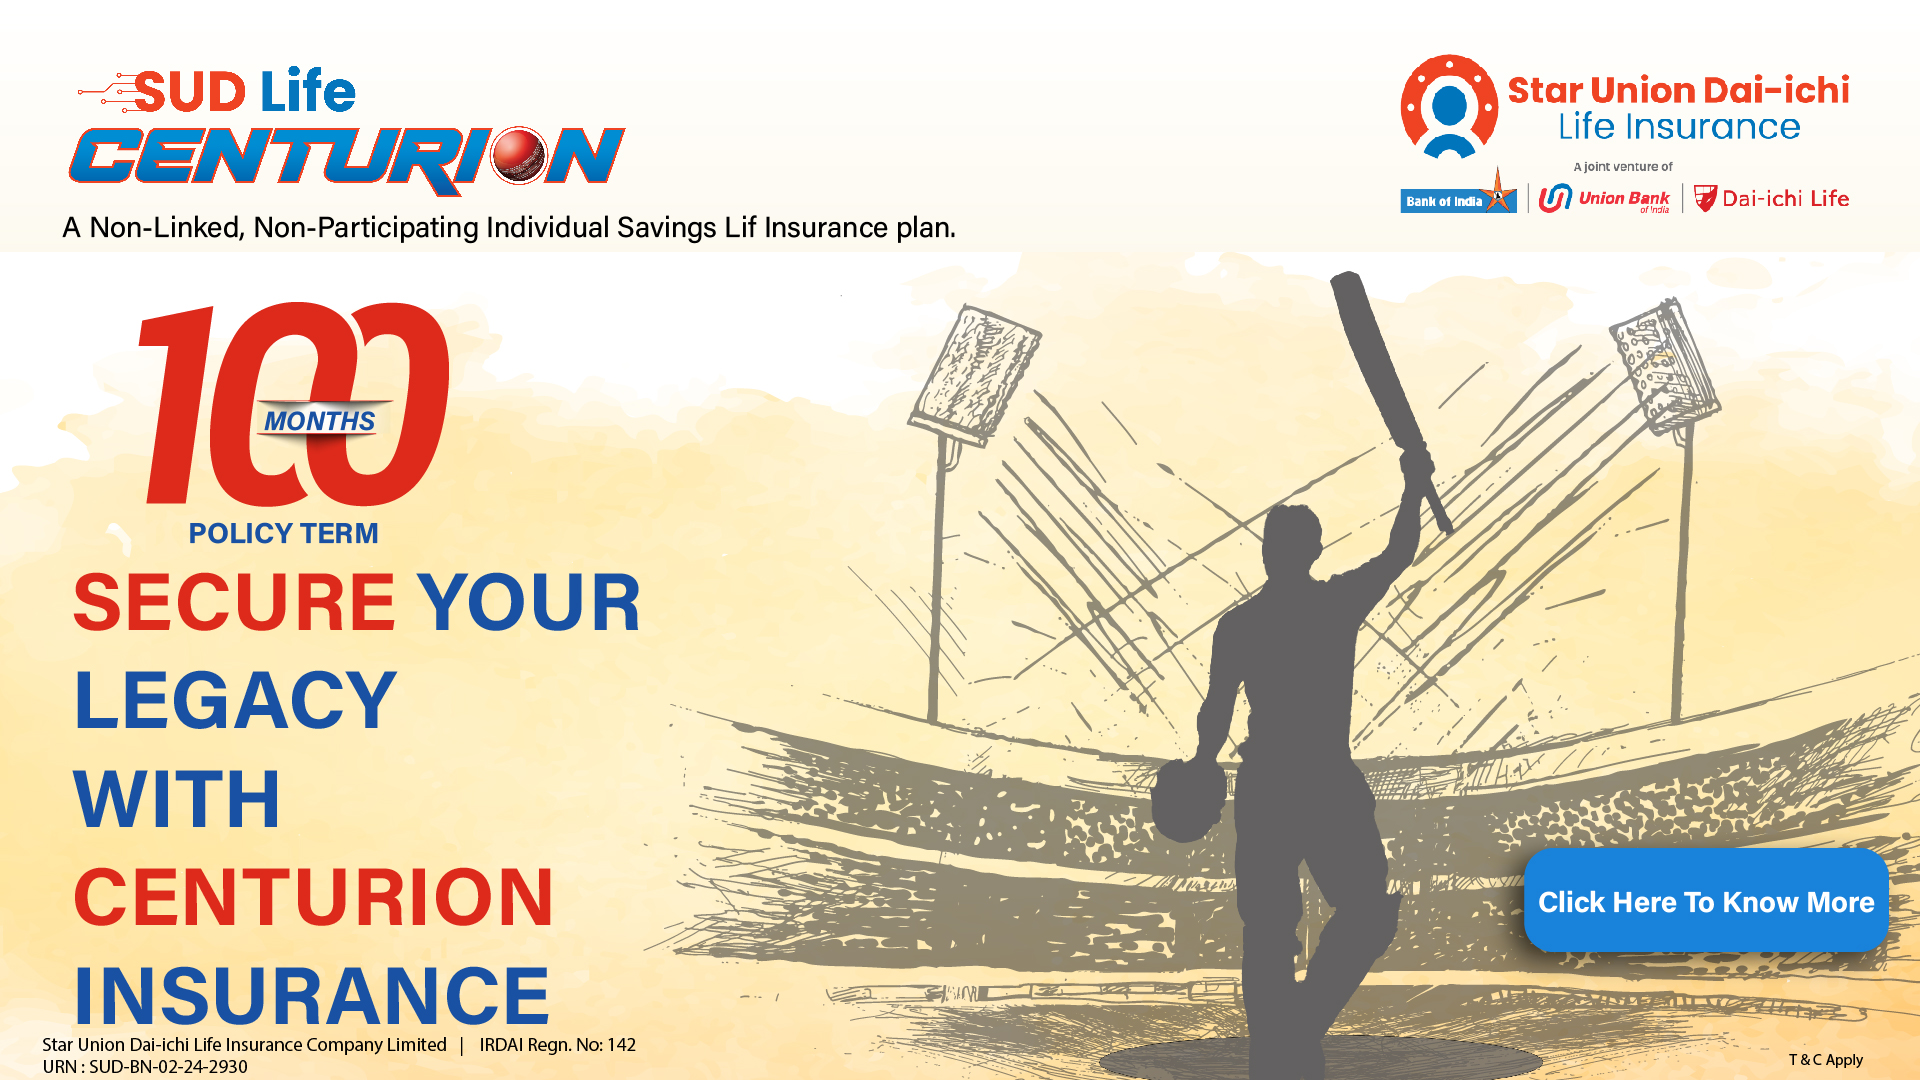 SUD Life
CENTURION
A Non-Linked, Non-Participating Individual Savings Lif Insurance plan.
Star Union Dai-ichi
Life Insurance
A joint venture of
Bank of India
Union Bank
of India
Dai-ichi Life
100
MONTHS
POLICY TERM
SECURE YOUR
LEGACY
WITH
CENTURION
INSURANCE
Click Here To Know More
Star Union Dai-ichi Life Insurance Company Limited | IRDAI Regn. No: 142
URN : SUD-BN-02-24-2930
T & C Apply